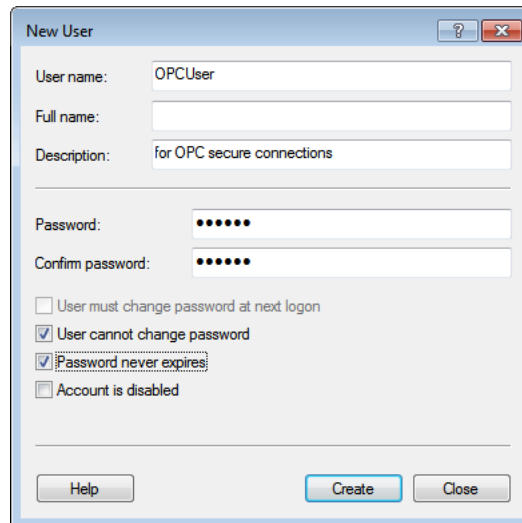 New User
User name: OPCUser
Full name:
Description: for OPC secure connections
Password: ••••••
Confirm password: ••••••
User must change password at next logon
User cannot change password
Password never expires
Account is disabled
Help Create Close